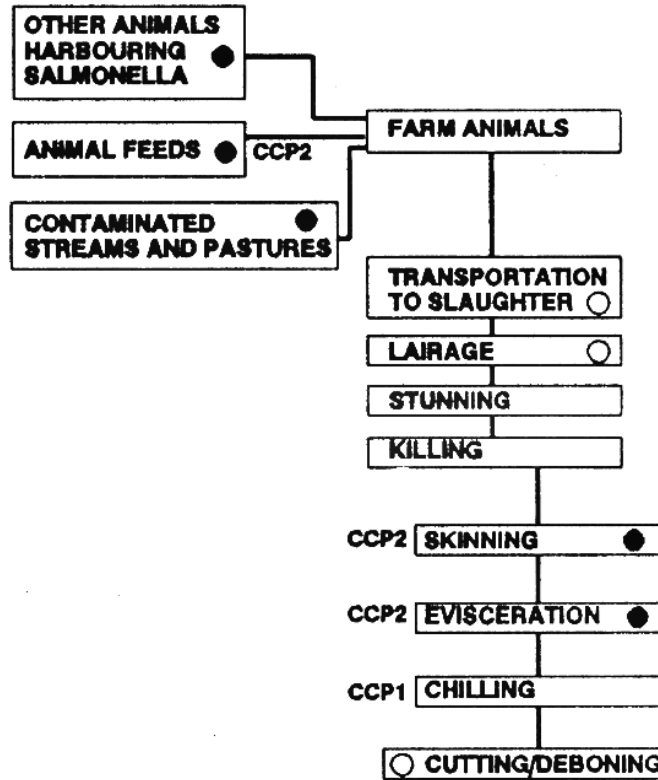 OTHER ANIMALS
HARBOURING
SALMONELLA
FARM ANIMALS
ANIMAL FEEDS
CCP2
CONTAMINATED
STREAMS AND PASTURES
TRANSPORTATION
TO SLAUGHTER
LAIRAGE
STUNNING
KILLING
CCP2 SKINNING
CCP2 EVISCERATION
CCP1 CHILLING
CUTTING/DEBONING